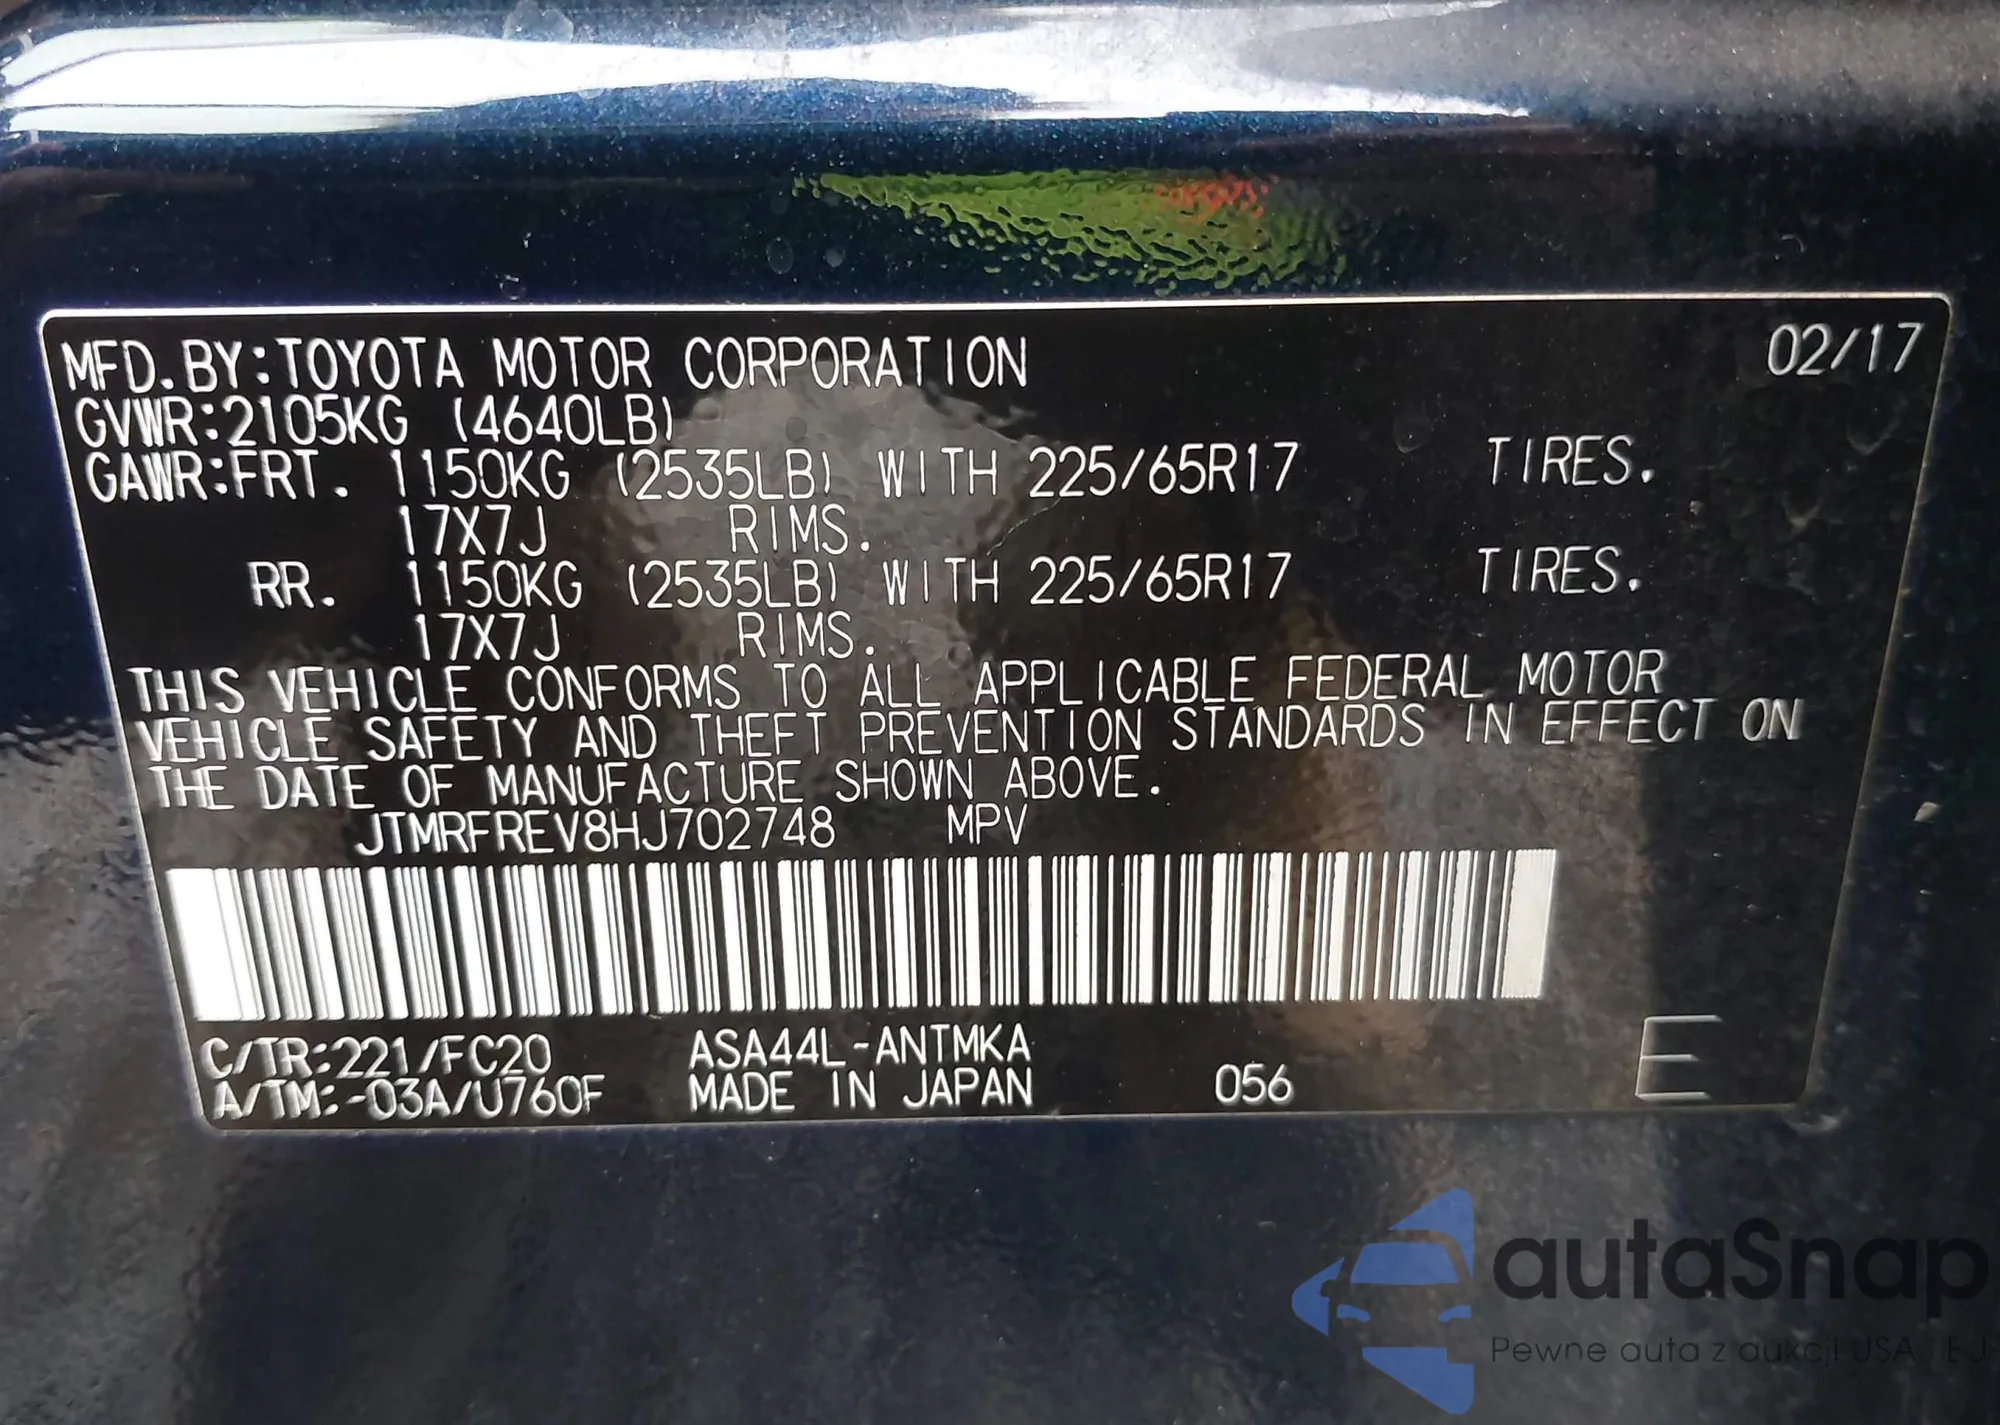 MFD.BY:TOYOTA MOTOR CORPORATION 02/17
GVWR:2105KG (4640LB)
GAWR:FRT. 1150KG (2535LB) WITH 225/65R17 TIRES.
17X7J RIMS.
RR. 1150KG (2535LB) WITH 225/65R17 TIRES.
17X7J RIMS.
THIS VEHICLE CONFORMS TO ALL APPLICABLE FEDERAL MOTOR
VEHICLE SAFETY AND THEFT PREVENTION STANDARDS IN EFFECT ON
THE DATE OF MANUFACTURE SHOWN ABOVE.
JTMRFREV8HJ702748 MPV
C/TR:221/FC20 ASA44L-ANTMKA
A/TM:-03A/U760F MADE IN JAPAN 056 E
autaSnap
Pewne auta z aukcji USA i EJ